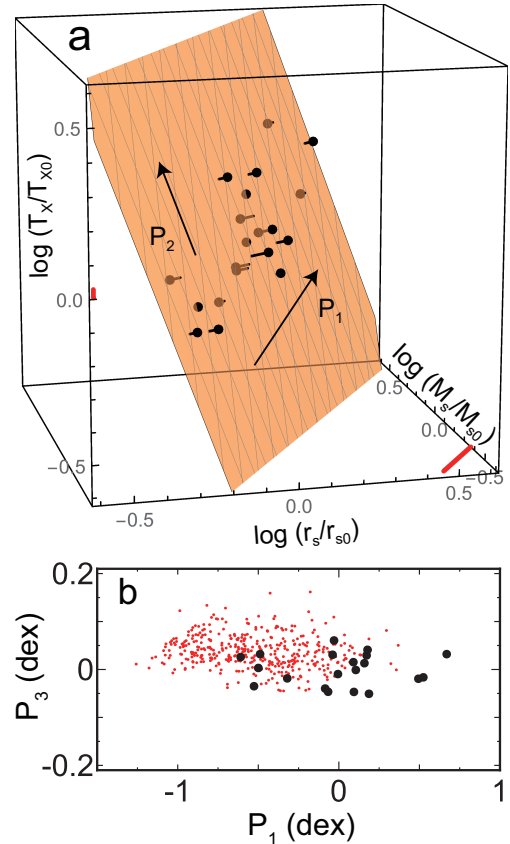 a
log (T_X/T_X0)
0.5
0.0
−0.5
P_2
P_1
−0.5
0.0
0.5
log (r_s/r_s0)
0.5
0.0
−0.5
log (M_s/M_s0)
b
0.2
0
-0.2
P_3 (dex)
-1
0
1
P_1 (dex)